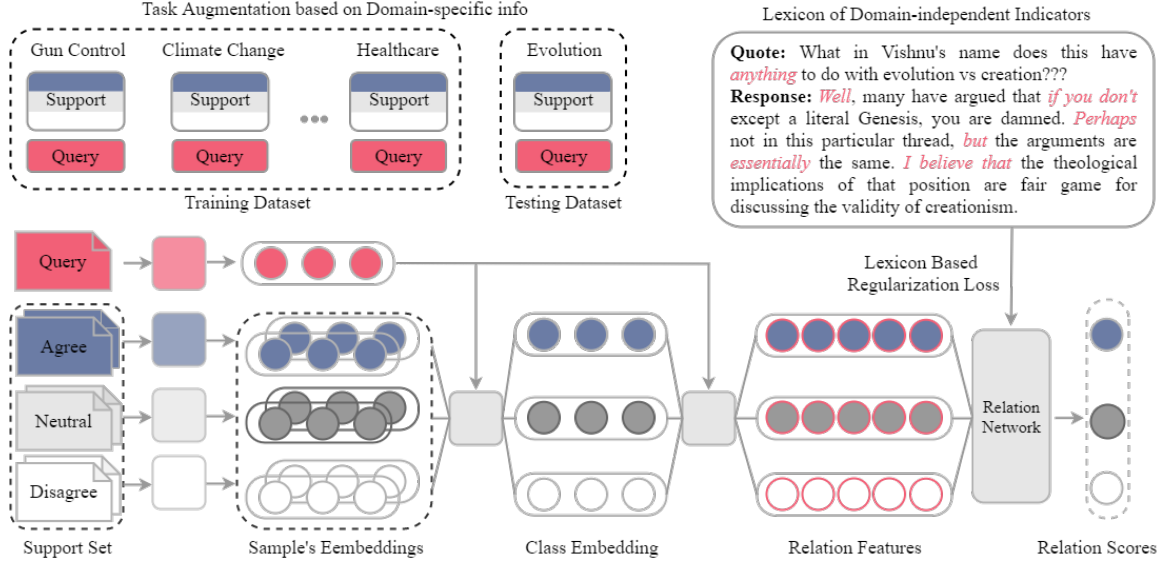 Task Augmentation based on Domain-specific info
Gun Control
Climate Change
Healthcare
Evolution
Support
Support
Support
Support
Query
Query
Query
Query
Training Dataset
Testing Dataset
Lexicon of Domain-independent Indicators
Quote: What in Vishnu's name does this have
anything to do with evolution vs creation???
Response: Well, many have argued that if you don't
except a literal Genesis, you are damned. Perhaps
not in this particular thread, but the arguments are
essentially the same. I believe that the theological
implications of that position are fair game for
discussing the validity of creationism.
Query
Lexicon Based
Regularization Loss
Agree
Neutral
Disagree
Relation
Network
Support Set
Sample's Eembeddings
Class Embedding
Relation Features
Relation Scores